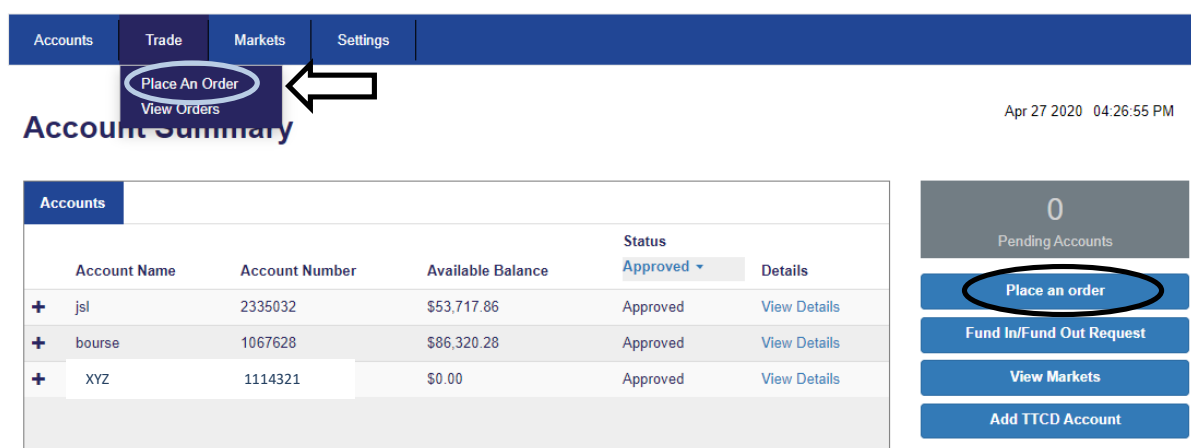 Accounts Trade Markets Settings
Place An Order
View Orders
Account Summary
Apr 27 2020 04:26:55 PM
Accounts
Status
Account Name Account Number Available Balance Approved Details
+ jsl 2335032 $53,717.86 Approved View Details
+ bourse 1067628 $86,320.28 Approved View Details
+ XYZ 1114321 $0.00 Approved View Details
0
Pending Accounts
Place an order
Fund In/Fund Out Request
View Markets
Add TTCD Account